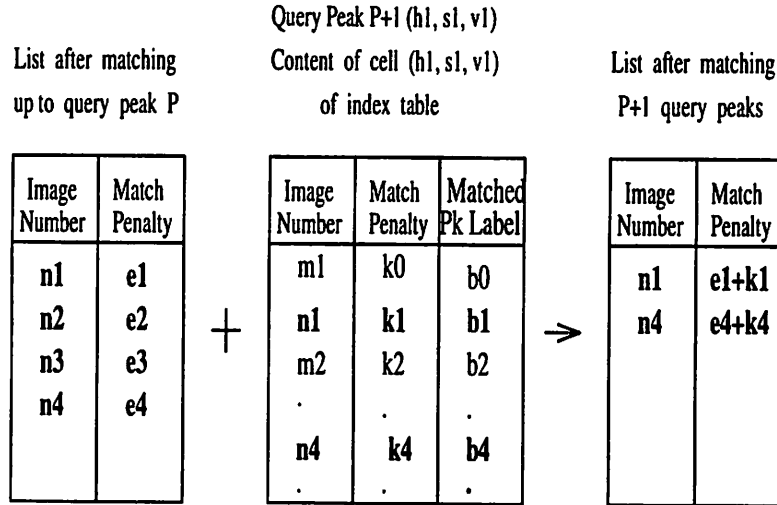 List after matching
up to query peak P
Image Number | Match Penalty
n1 e1
n2 e2
n3 e3
n4 e4
+
Query Peak P+1 (h1, s1, v1)
Content of cell (h1, s1, v1)
of index table
Image Number | Match Penalty | Matched Pk Label
m1 k0 b0
n1 k1 b1
m2 k2 b2
. . .
n4 k4 b4
. . .
→
List after matching
P+1 query peaks
Image Number | Match Penalty
n1 e1+k1
n4 e4+k4